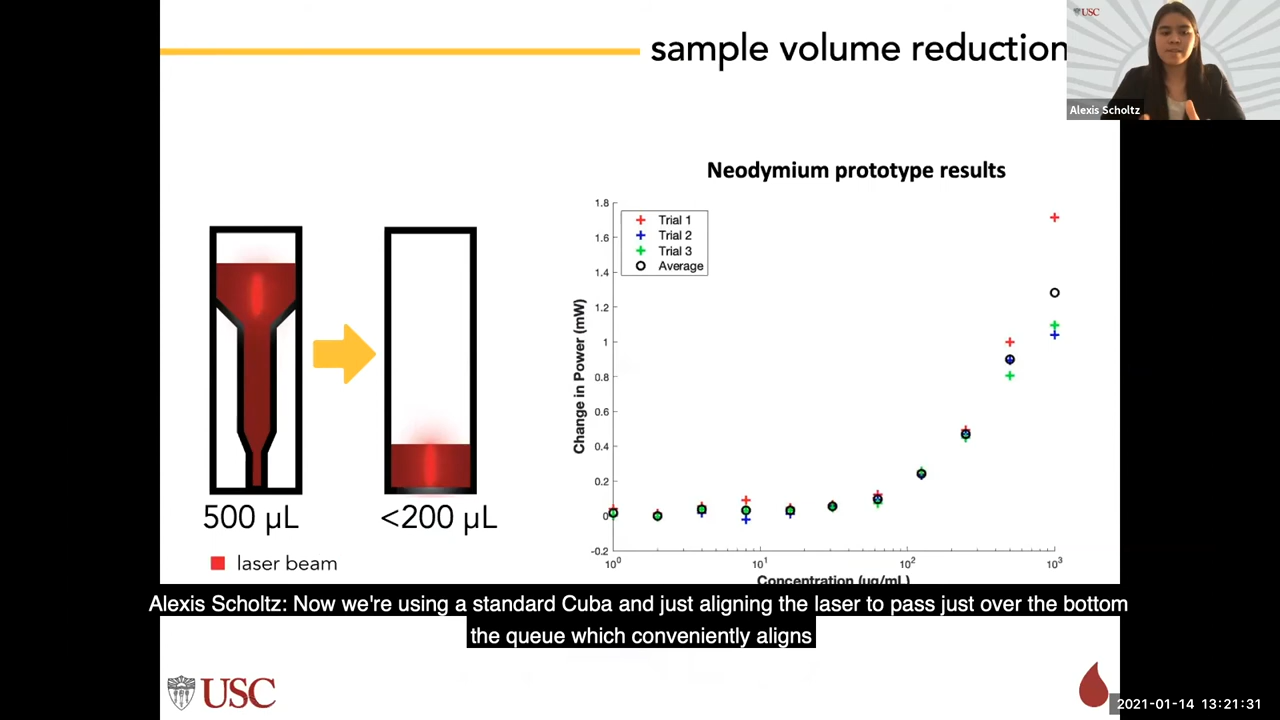 sample volume reduction
USC
Alexis Scholtz
Neodymium prototype results
1.8
1.6
1.4
1.2
1
0.8
0.6
0.4
0.2
0
-0.2
Trial 1
Trial 2
Trial 3
Average
Change in Power (mW)
10⁰
10¹
10²
10³
Concentration (ug/mL)
500 μL
<200 μL
laser beam
Alexis Scholtz: Now we're using a standard Cuba and just aligning the laser to pass just over the bottom
the queue which conveniently aligns
USC
2021-01-14 13:21:31